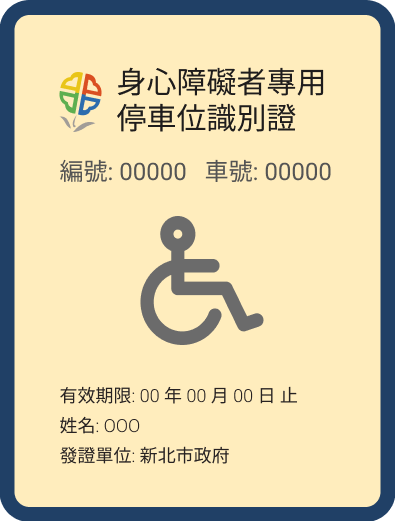 身心障礙者專用
停車位識別證
編號: 00000 車號: 00000
有效期限: 00 年 00 月 00 日 止
姓名: OOO
發證單位: 新北市政府